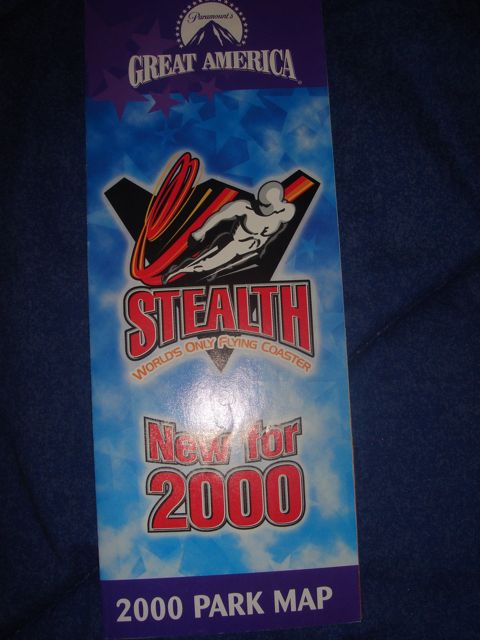 Paramount's
GREAT AMERICA
STEALTH
WORLD'S ONLY FLYING COASTER
New for
2000
2000 PARK MAP